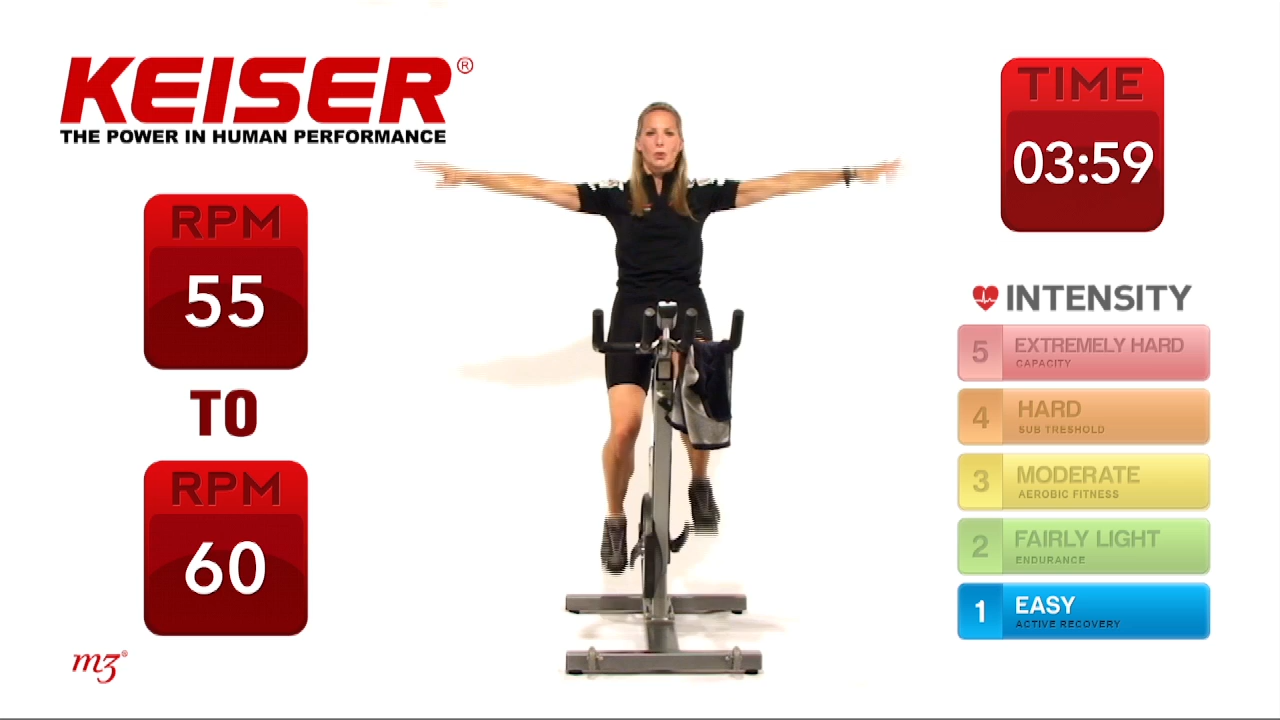 KEISER®
THE POWER IN HUMAN PERFORMANCE
RPM
55
TO
RPM
60
m3®
TIME
03:59
INTENSITY
5 EXTREMELY HARD
CAPACITY
4 HARD
SUB TRESHOLD
3 MODERATE
AEROBIC FITNESS
2 FAIRLY LIGHT
ENDURANCE
1 EASY
ACTIVE RECOVERY